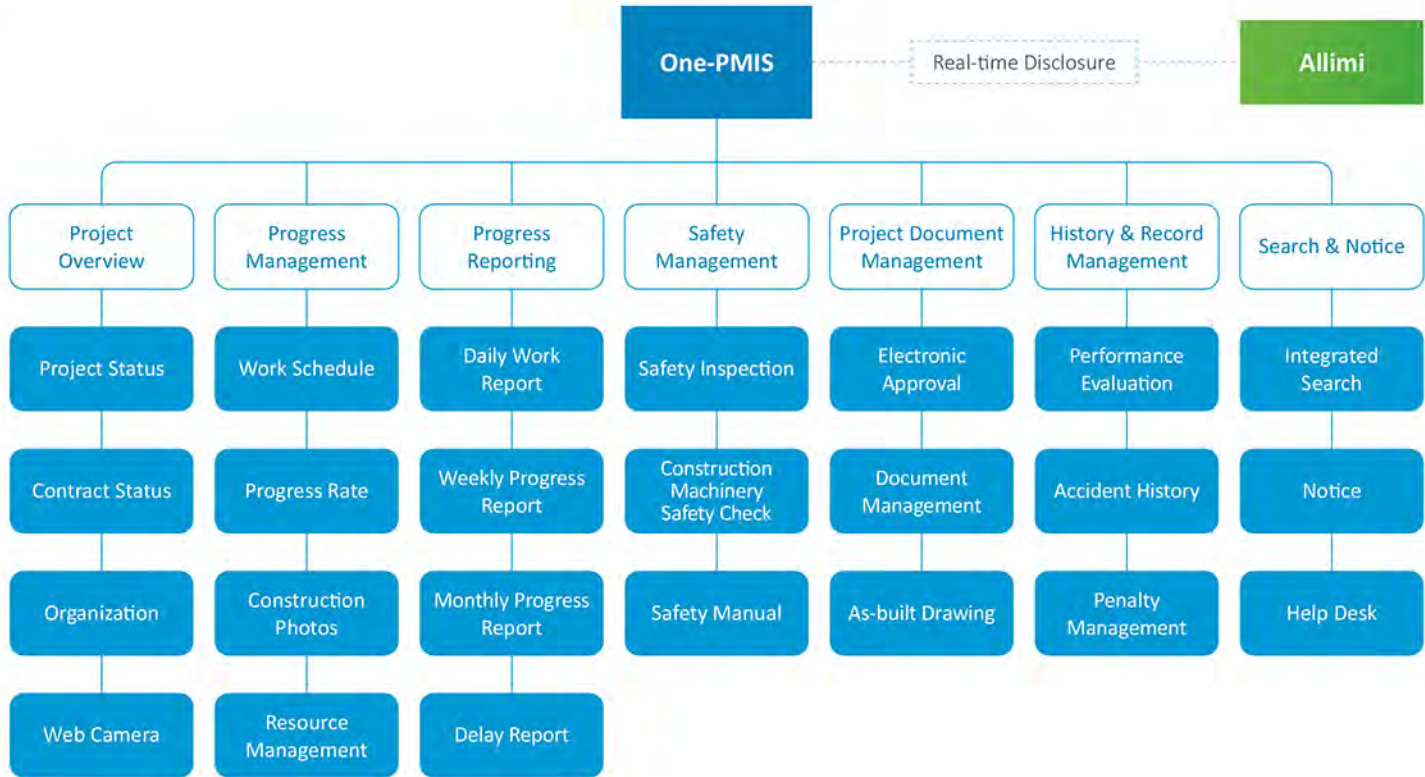 One-PMIS
Real-time Disclosure
Allimi
Project
Overview
Progress
Management
Progress
Reporting
Safety
Management
Project Document
Management
History & Record
Management
Search & Notice
Project Status
Work Schedule
Daily Work
Report
Safety Inspection
Electronic
Approval
Performance
Evaluation
Integrated
Search
Contract Status
Progress Rate
Weekly Progress
Report
Construction
Machinery
Safety Check
Document
Management
Accident History
Notice
Organization
Construction
Photos
Monthly Progress
Report
Safety Manual
As-built Drawing
Penalty
Management
Help Desk
Web Camera
Resource
Management
Delay Report